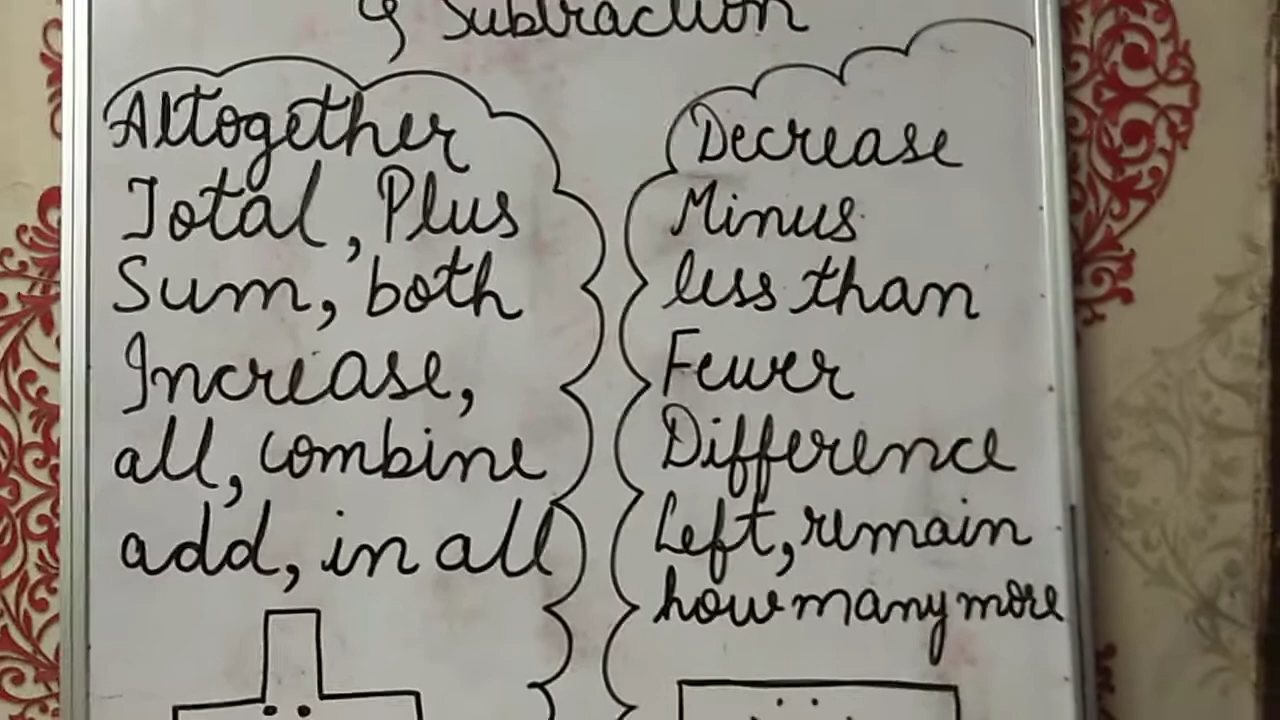 & Subtraction
Altogether
Total, Plus
Sum, both
Increase,
all, combine
add, in all
Decrease
Minus
less than
Fewer
Difference
Left, remain
how many more